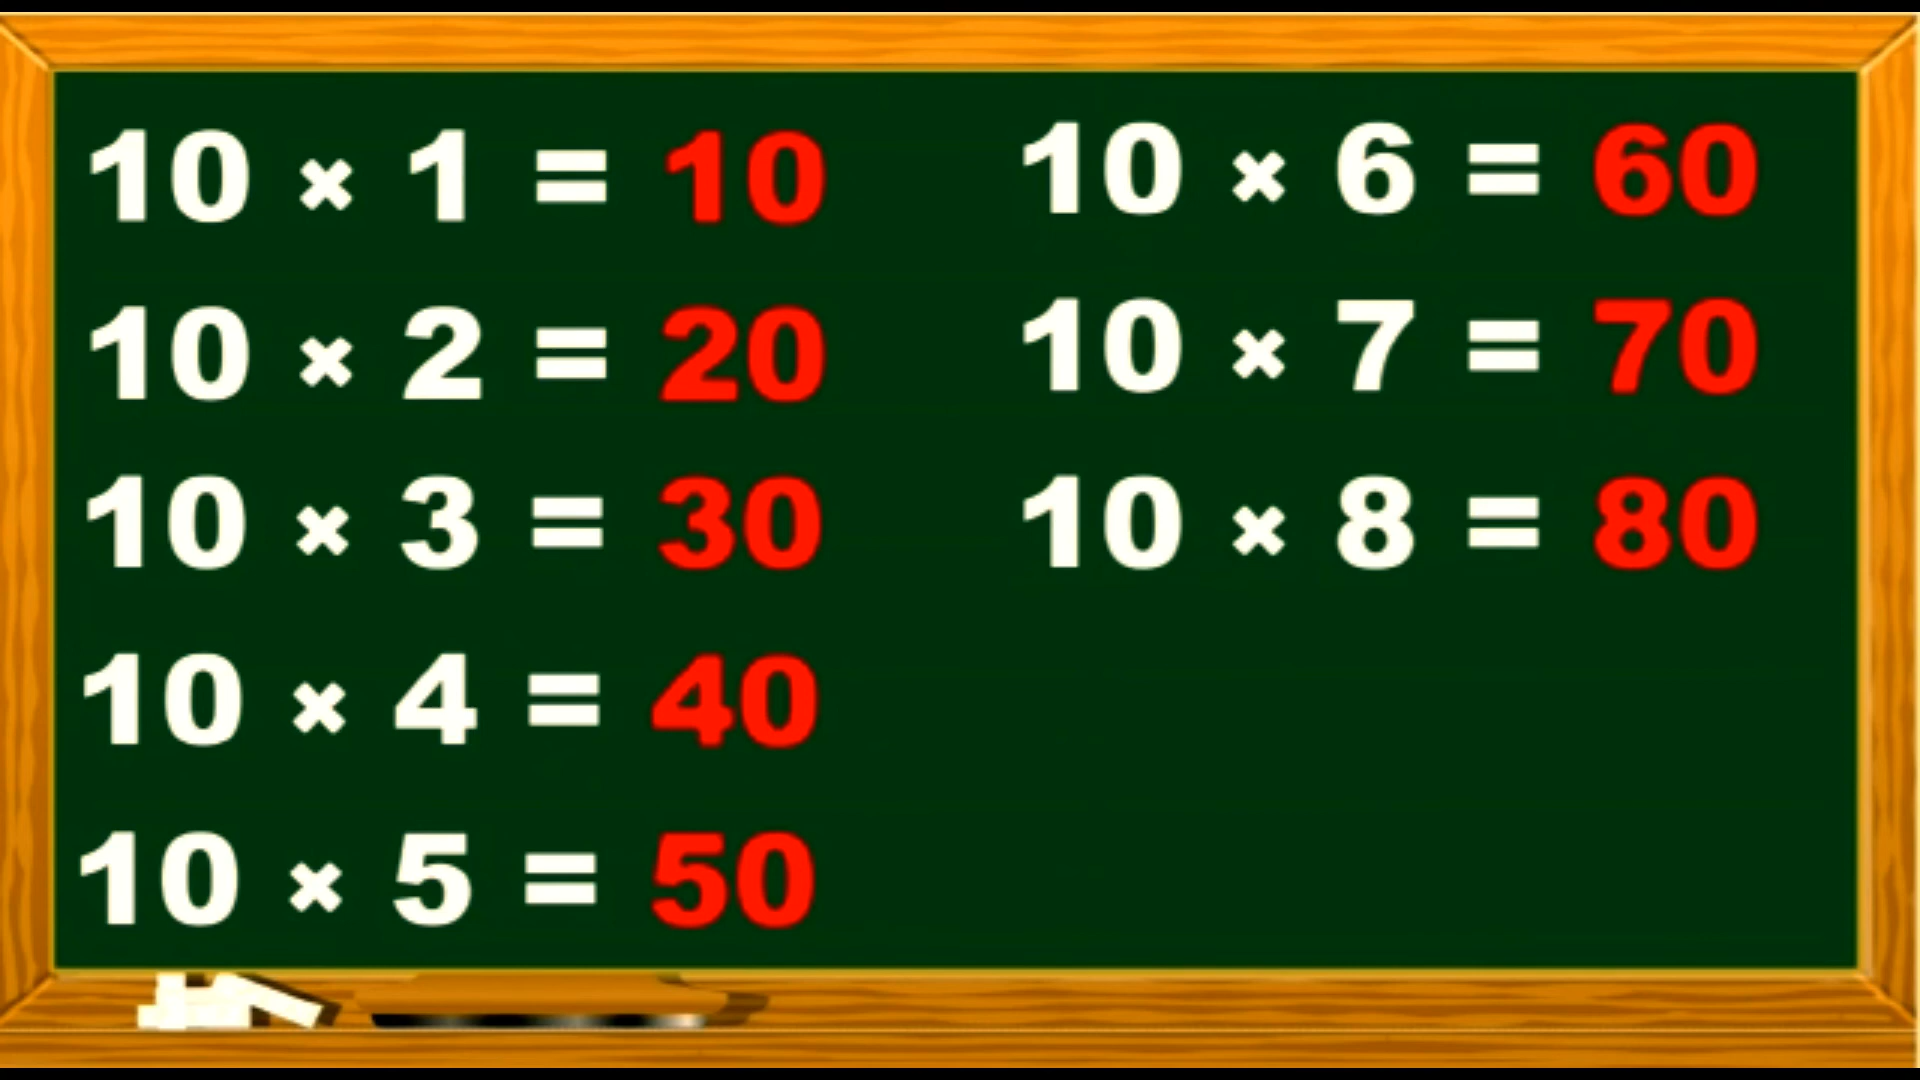 10 × 1 = 10
10 × 2 = 20
10 × 3 = 30
10 × 4 = 40
10 × 5 = 50
10 × 6 = 60
10 × 7 = 70
10 × 8 = 80